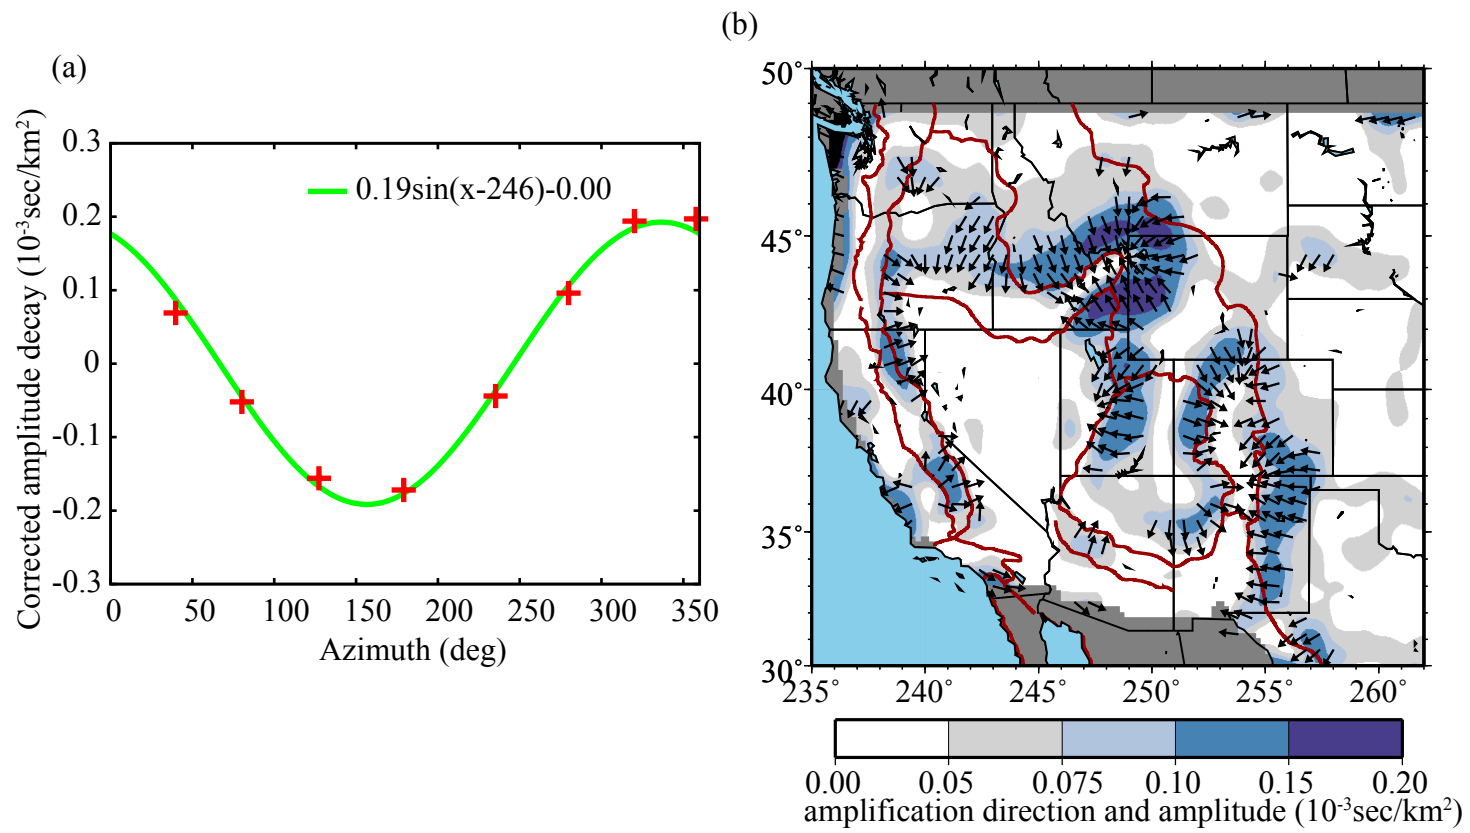 (a)
Corrected amplitude decay (10⁻³sec/km²)
0.3
0.2
0.1
0
-0.1
-0.2
-0.3
0.19sin(x-246)-0.00
0 50 100 150 200 250 300 350
Azimuth (deg)
(b)
50°
45°
40°
35°
30°
235° 240° 245° 250° 255° 260°
0.00 0.05 0.075 0.10 0.15 0.20
amplification direction and amplitude (10⁻³sec/km²)